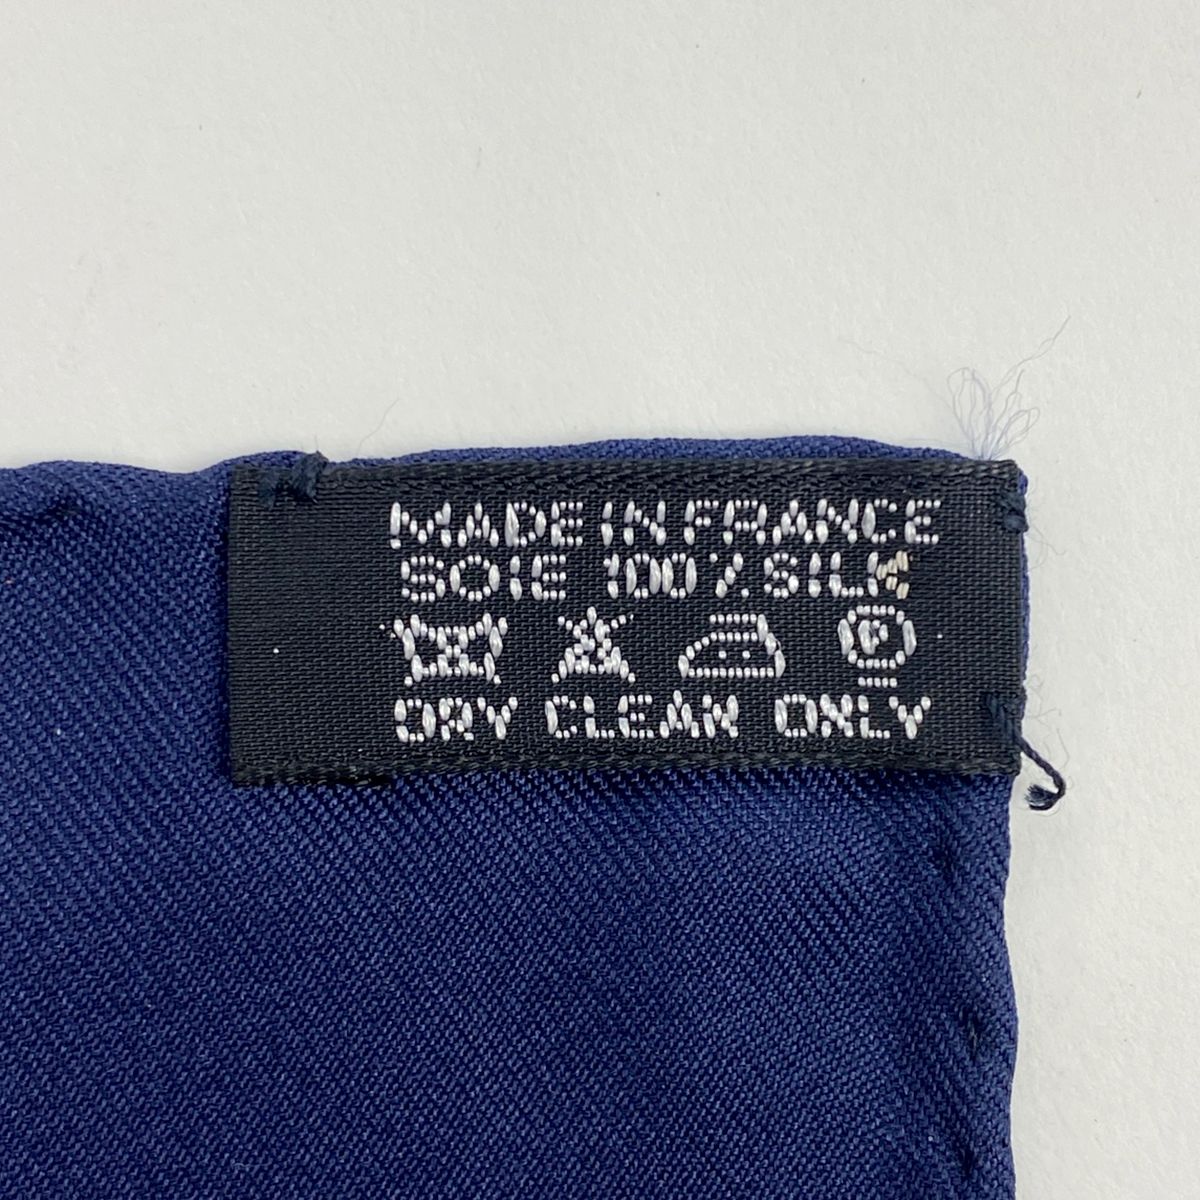 MADE IN FRANCE
SOIE 100% SILK
P
DRY CLEAN ONLY